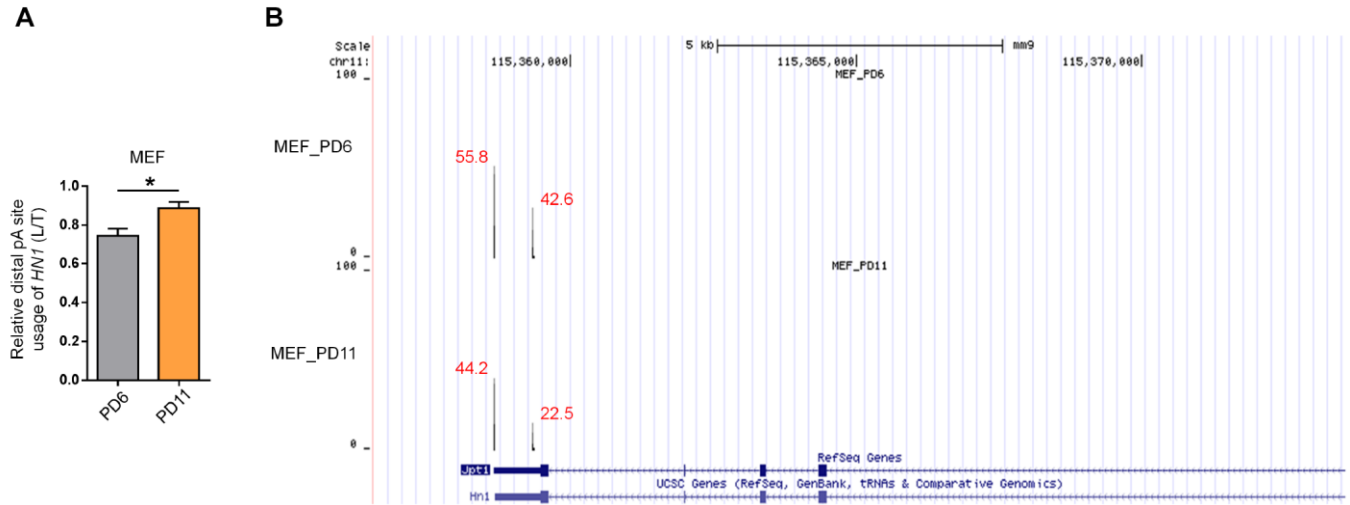 A
MEF
*
Relative distal pA site
usage of HN1 (L/T)
1.0
0.8
0.6
0.4
0.2
0.0
PD6
PD11
B
Scale 5 kb mm9
chr11: 115,360,000| 115,365,000| 115,370,000|
100 _ MEF_PD6
MEF_PD6
55.8
42.6
0 _
100 _ MEF_PD11
MEF_PD11
44.2
22.5
0 _
RefSeq Genes
Jpt1
UCSC Genes (RefSeq, GenBank, tRNAs & Comparative Genomics)
Hn1